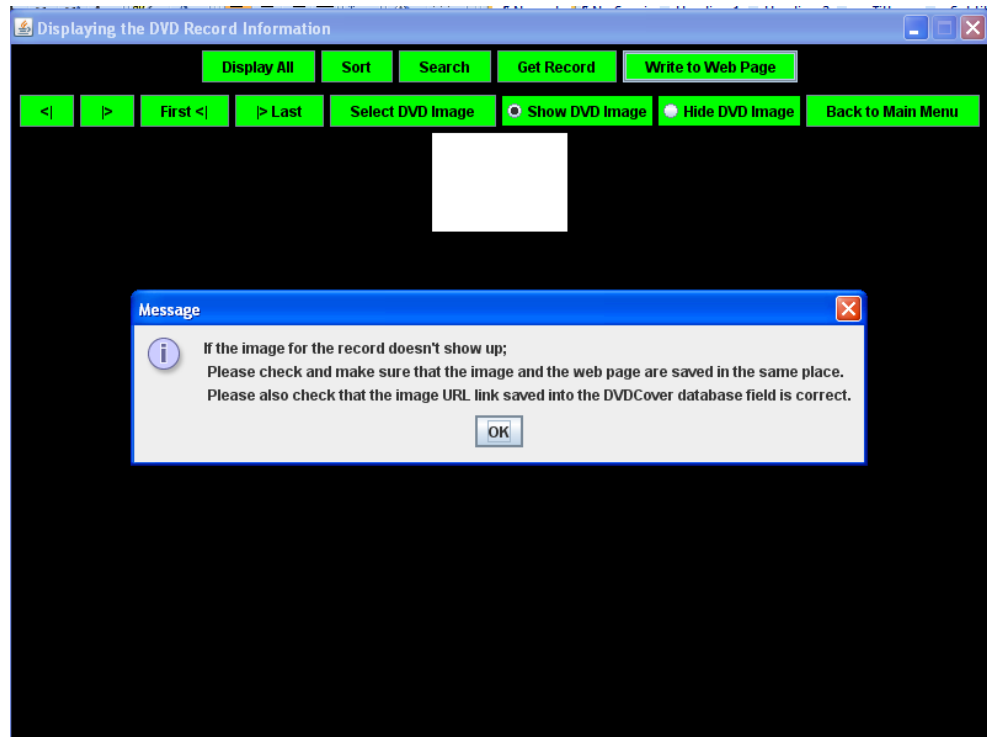 Displaying the DVD Record Information
Display All Sort Search Get Record Write to Web Page
<| |> First <| |> Last Select DVD Image Show DVD Image Hide DVD Image Back to Main Menu
Message
If the image for the record doesn't show up;
Please check and make sure that the image and the web page are saved in the same place.
Please also check that the image URL link saved into the DVDCover database field is correct.
OK